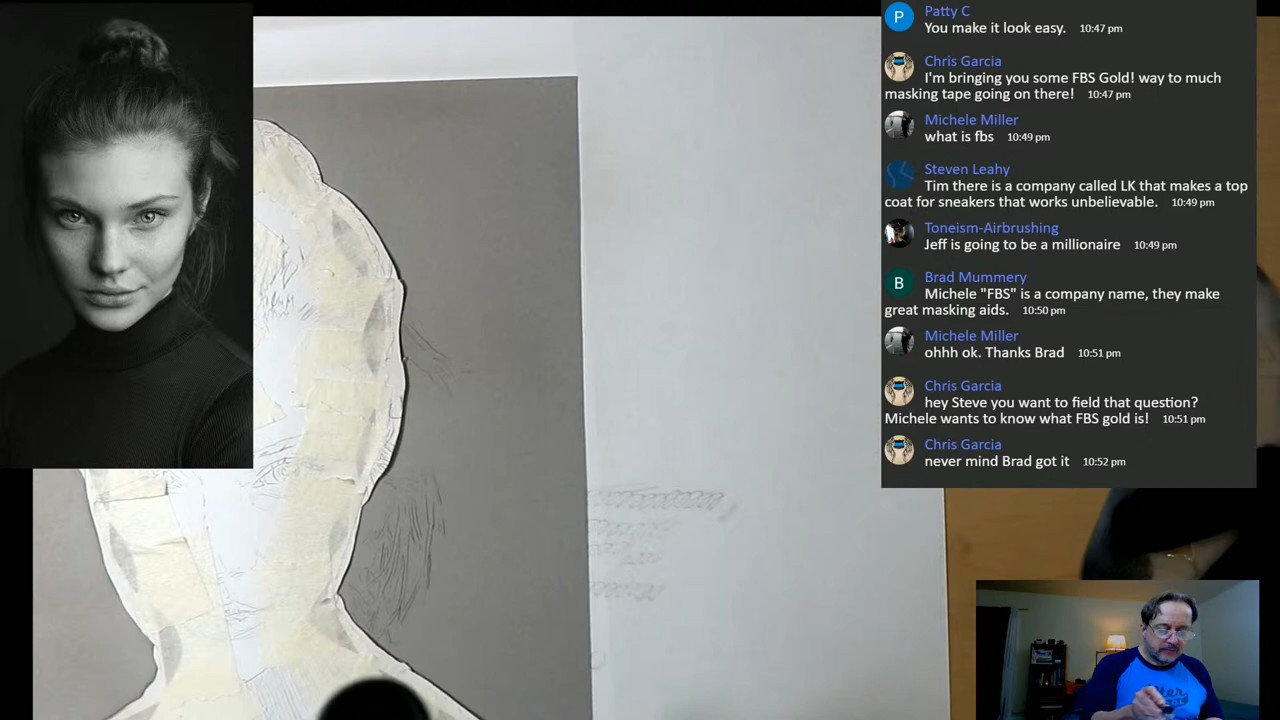 P
Patty C
You make it look easy. 10:47 pm
Chris Garcia
I'm bringing you some FBS Gold! way to much
masking tape going on there! 10:47 pm
Michele Miller
what is fbs 10:49 pm
Steven Leahy
Tim there is a company called LK that makes a top
coat for sneakers that works unbelievable. 10:49 pm
Toneism-Airbrushing
Jeff is going to be a millionaire 10:49 pm
B
Brad Mummery
Michele "FBS" is a company name, they make
great masking aids. 10:50 pm
Michele Miller
ohhh ok. Thanks Brad 10:51 pm
Chris Garcia
hey Steve you want to field that question?
Michele wants to know what FBS gold is! 10:51 pm
Chris Garcia
never mind Brad got it 10:52 pm